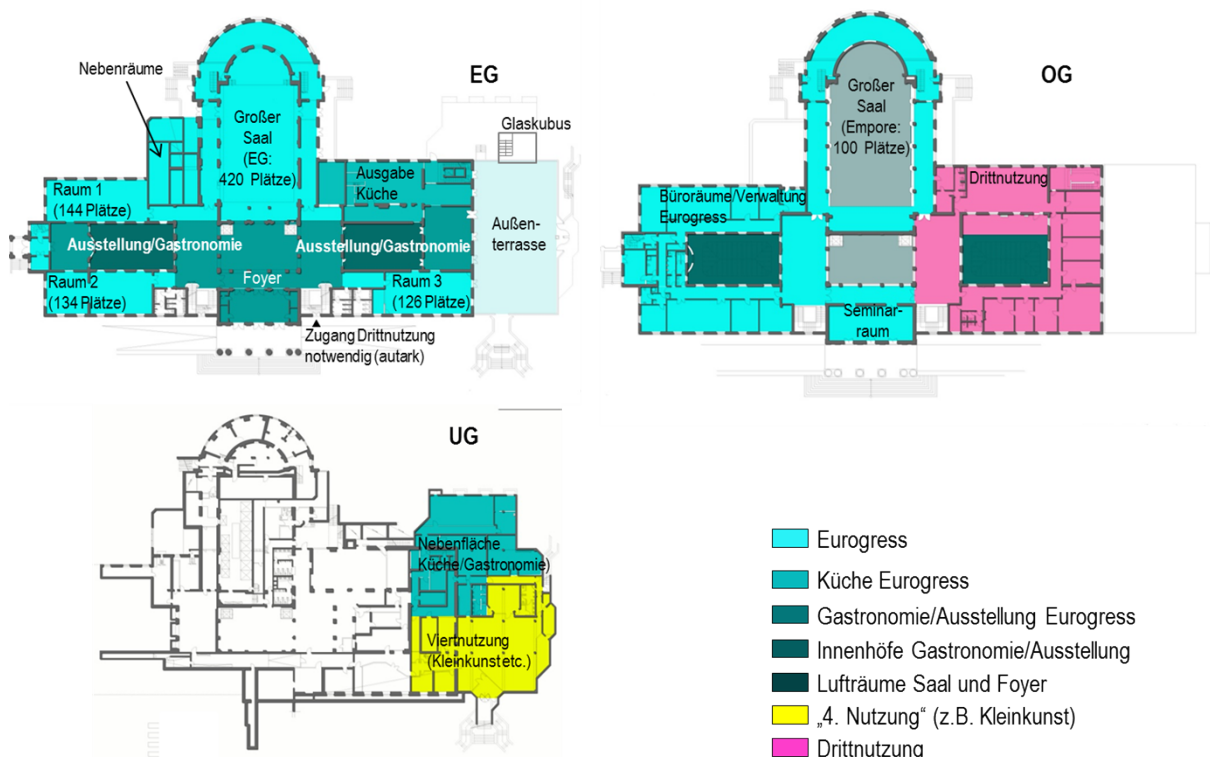 EG
Nebenräume
Großer
Saal
(EG:
420 Plätze)
Glaskubus
Ausgabe
Küche
Raum 1
(144 Plätze)
Außen-
terrasse
Ausstellung/Gastronomie
Ausstellung/Gastronomie
Foyer
Raum 2
(134 Plätze)
Raum 3
(126 Plätze)
Zugang Drittnutzung
notwendig (autark)
OG
Großer
Saal
(Empore:
100 Plätze)
Drittnutzung
Büroräume/Verwaltung
Eurogress
Seminar-
raum
UG
Nebenfläche
Küche/Gastronomie)
Viertnutzung
(Kleinkunst etc.)
Eurogress
Küche Eurogress
Gastronomie/Ausstellung Eurogress
Innenhöfe Gastronomie/Ausstellung
Lufträume Saal und Foyer
„4. Nutzung“ (z.B. Kleinkunst)
Drittnutzung